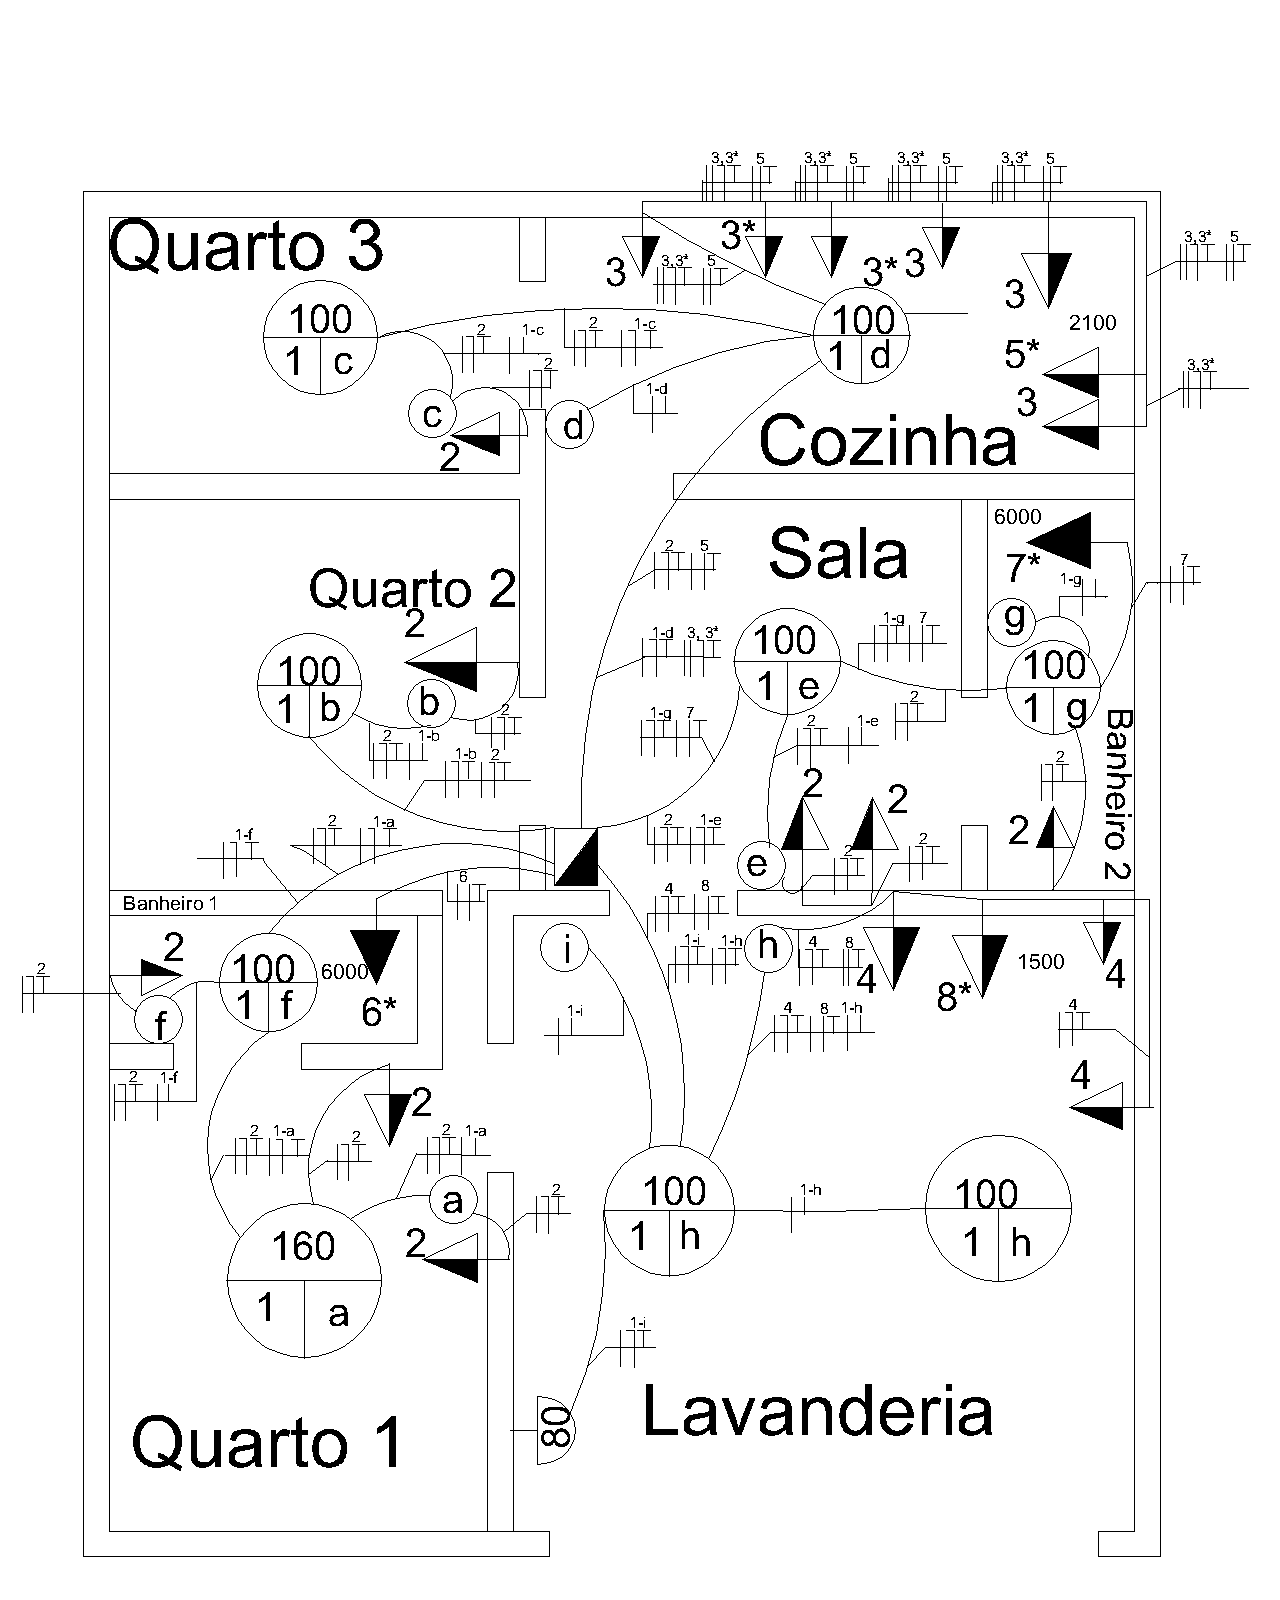 3,3* 5 3,3* 5 3,3* 5 3,3* 5
Quarto 3
3*
3,3* 5
3
3,3* 5
3* 3
3
100
1 c
100
1 d
2100
2 1-c
2 1-c
5*
2
3,3*
1-d
3
c
d
2
Cozinha
6000
Sala
2 5
7*
7
1-g
Quarto 2
2
g
1-d 3, 3*
1-g 7
100
1 b
100
1 e
100
1 g
b
2
1-g 7
2
2 1-b
2 1-e
Banheiro 2
1-b 2
2
2
2
2
1-f
2 1-a
2 1-e
2
2
e
6
Banheiro 1
4 8
2
i
1-i 1-h
h
4 8
4
8*
1500
4
2
100
1 f
6000
6*
f
1-i
4 8 1-h
4
2 1-f
4
2
2 1-a
2
2 1-a
a
2
100
1 h
1-h
100
1 h
160
1 a
2
1-i
80
Lavanderia
Quarto 1